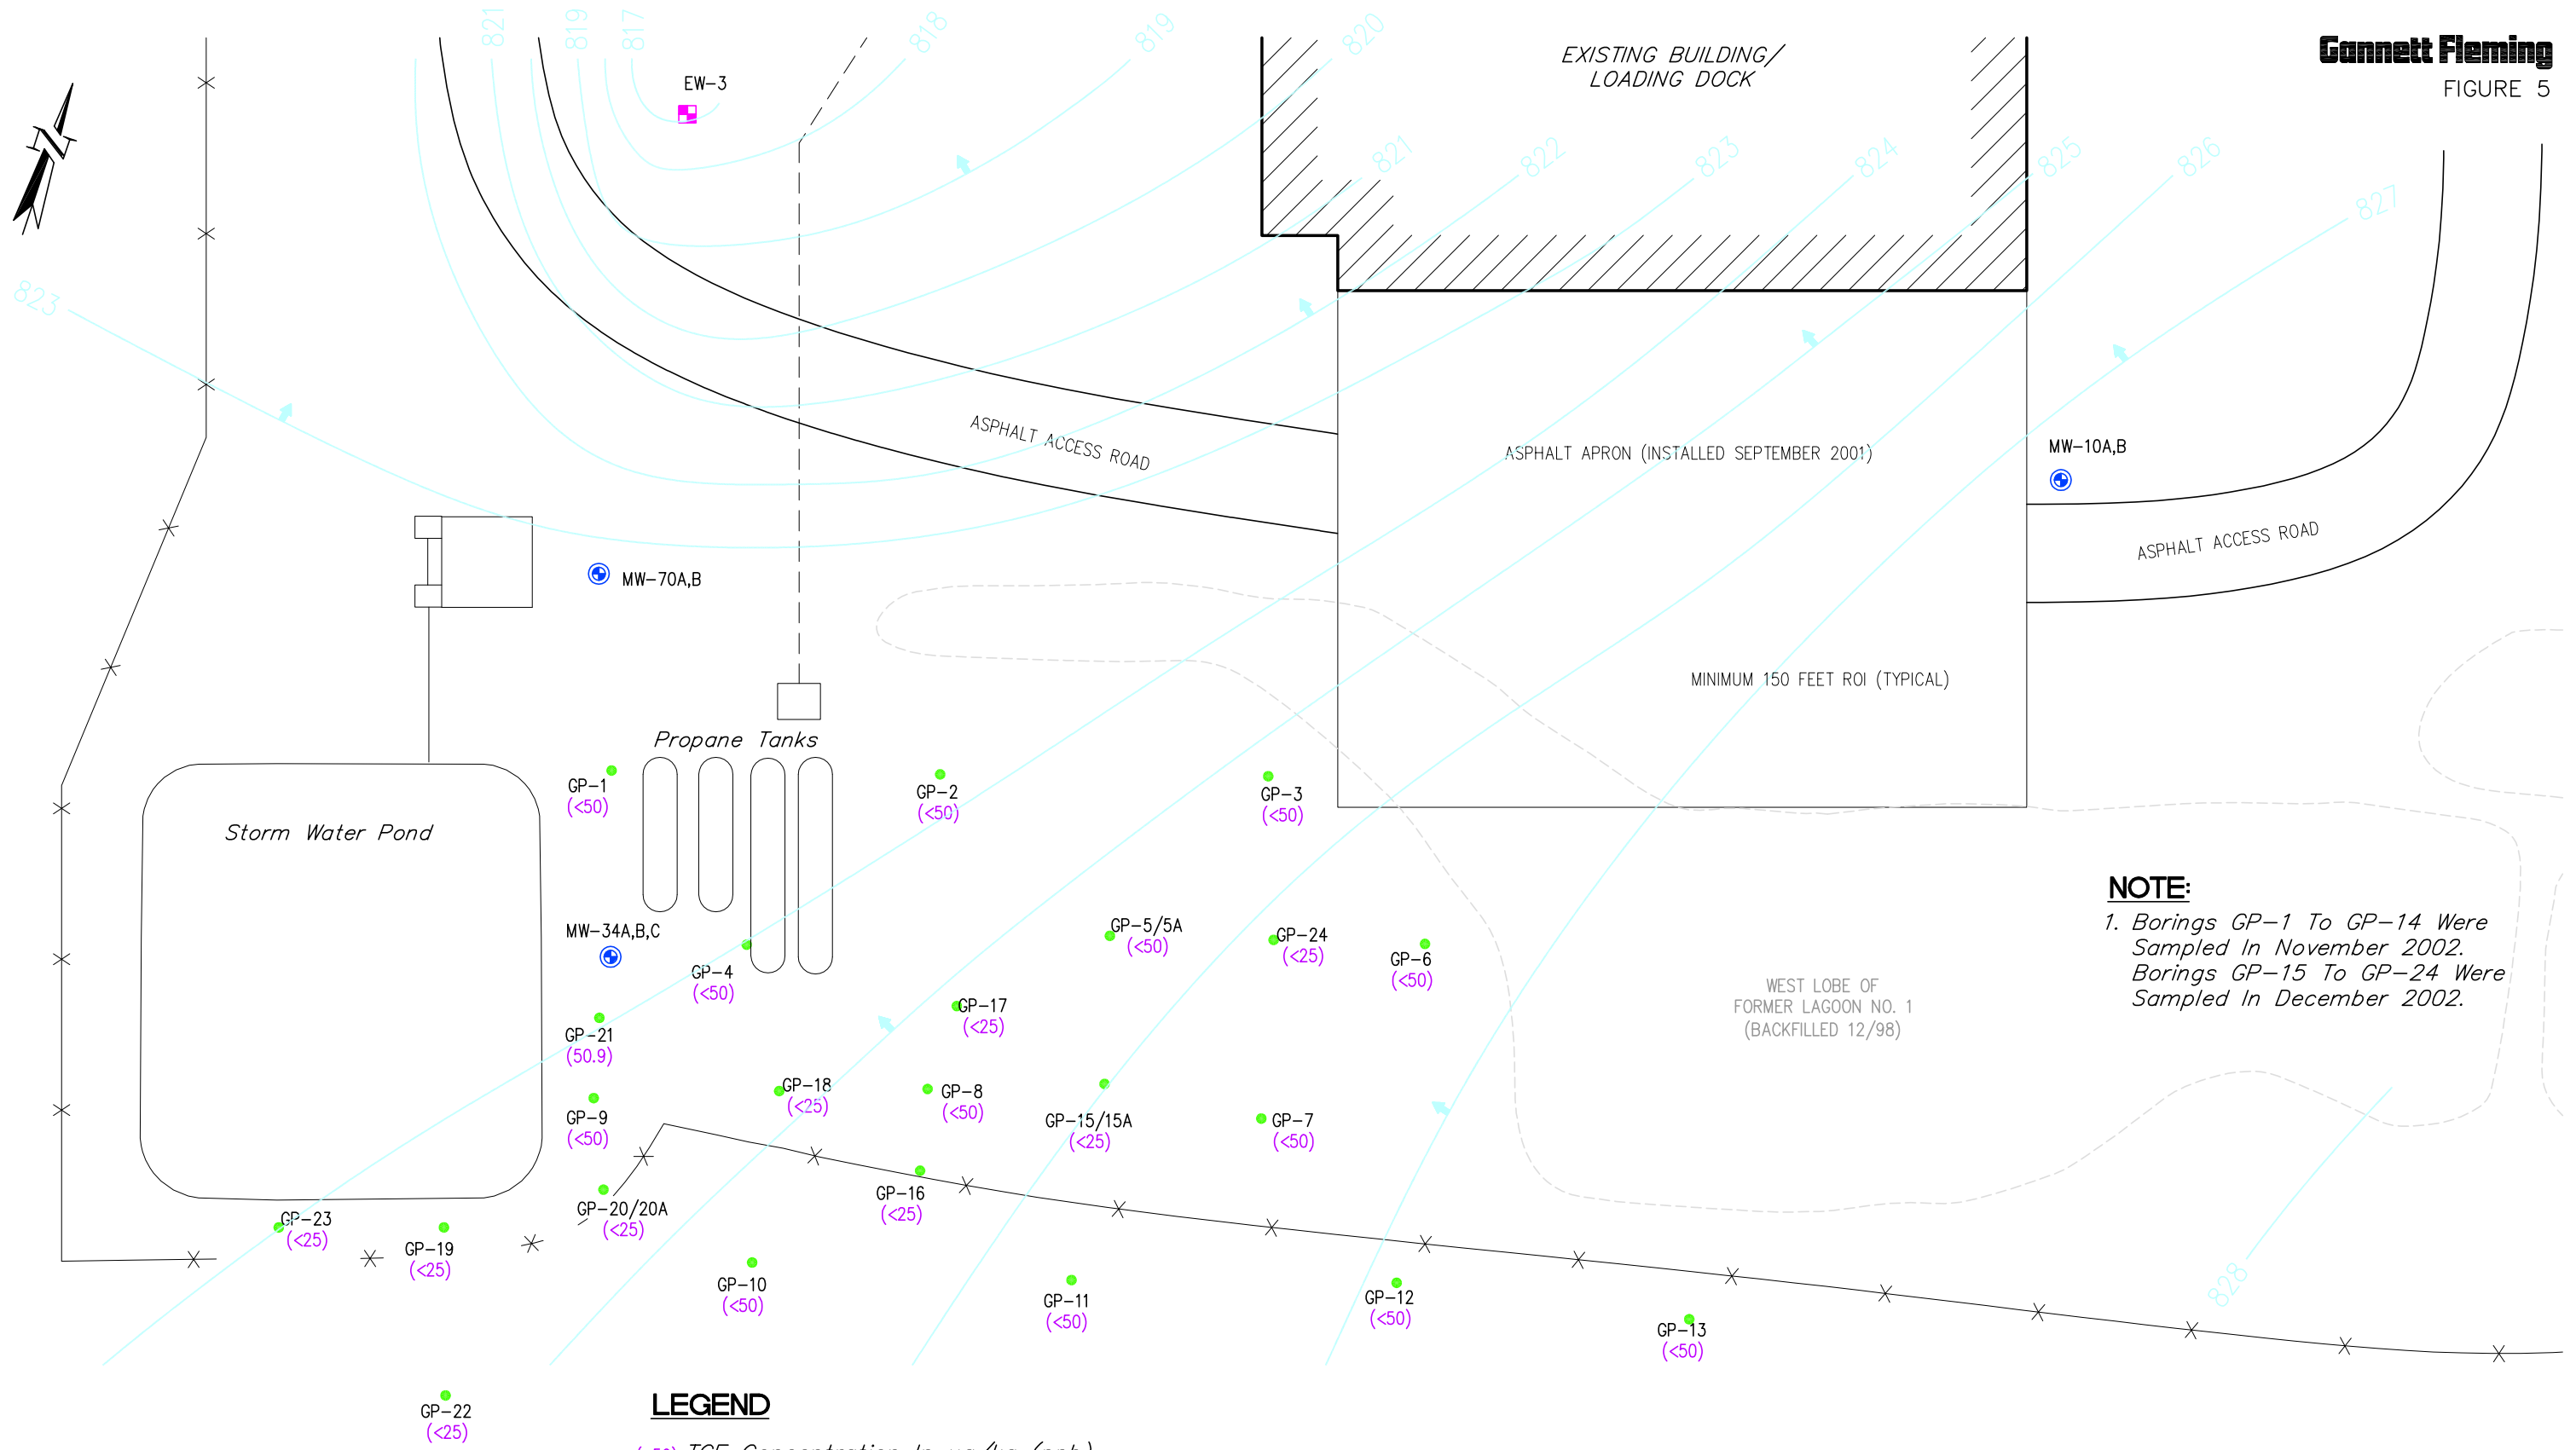 821
819
817
818
819
820
EXISTING BUILDING/
LOADING DOCK
Gannett Fleming
FIGURE 5
EW-3
N
821
822
823
824
825
826
827
823
ASPHALT ACCESS ROAD
ASPHALT APRON (INSTALLED SEPTEMBER 2001)
MW-10A,B
ASPHALT ACCESS ROAD
MW-70A,B
MINIMUM 150 FEET ROI (TYPICAL)
Propane Tanks
GP-1
(<50)
GP-2
(<50)
GP-3
(<50)
Storm Water Pond
NOTE:
1. Borings GP-1 To GP-14 Were
Sampled In November 2002.
Borings GP-15 To GP-24 Were
Sampled In December 2002.
MW-34A,B,C
GP-4
(<50)
GP-5/5A
(<50)
GP-24
(<25)
GP-6
(<50)
WEST LOBE OF
FORMER LAGOON NO. 1
(BACKFILLED 12/98)
GP-17
(<25)
GP-21
(50.9)
GP-18
(<25)
GP-8
(<50)
GP-9
(<50)
GP-15/15A
(<25)
GP-7
(<50)
GP-16
(<25)
GP-20/20A
(<25)
GP-23
(<25)
GP-19
(<25)
GP-10
(<50)
GP-11
(<50)
GP-12
(<50)
GP-13
(<50)
828
GP-22
(<25)
LEGEND
TCE Concentration In ug/kg (ppb)